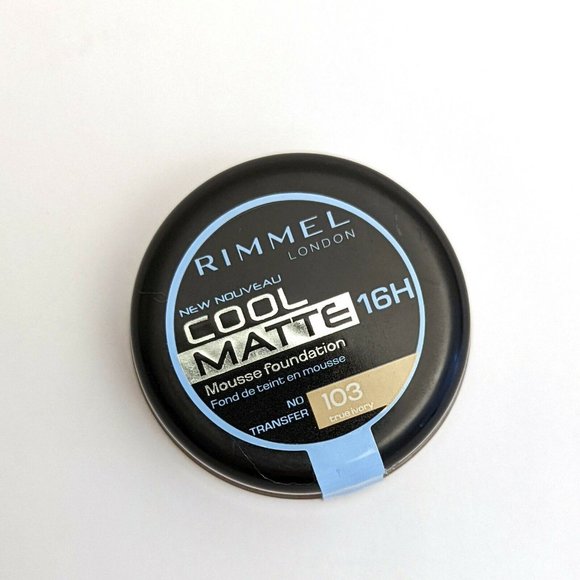 RIMMEL
LONDON
NEW NOUVEAU
COOL
MATTE 16H
Mousse foundation
Fond de teint en mousse
NO
TRANSFER
103
true ivory